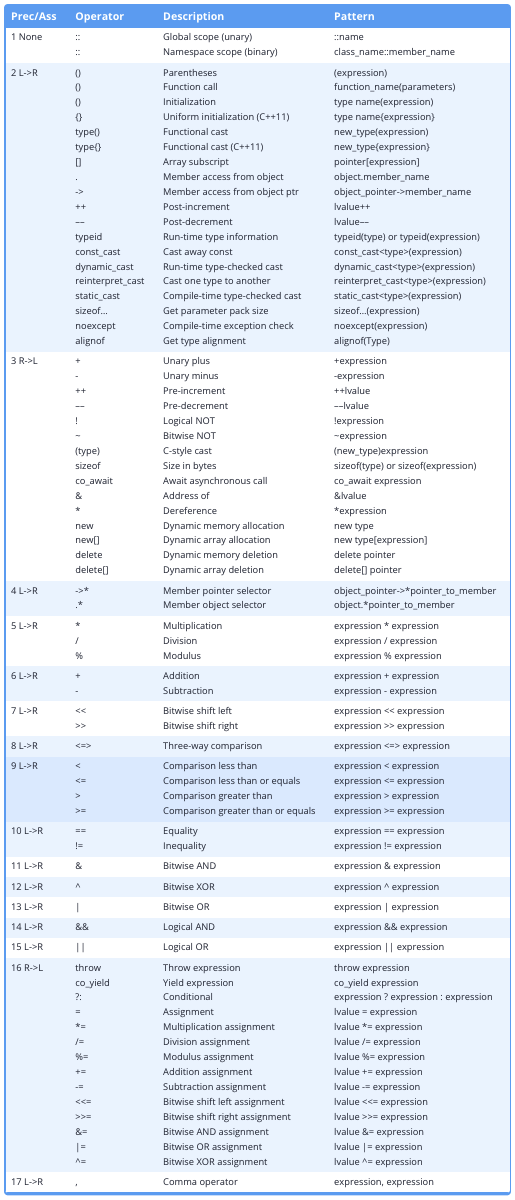 Prec/Ass Operator Description Pattern
1 None :: Global scope (unary) ::name
:: Namespace scope (binary) class_name::member_name
2 L->R () Parentheses (expression)
() Function call function_name(parameters)
() Initialization type name(expression)
{} Uniform initialization (C++11) type name{expression}
type() Functional cast new_type(expression)
type{} Functional cast (C++11) new_type{expression}
[] Array subscript pointer[expression]
. Member access from object object.member_name
-> Member access from object ptr object_pointer->member_name
++ Post-increment lvalue++
–– Post-decrement lvalue––
typeid Run-time type information typeid(type) or typeid(expression)
const_cast Cast away const const_cast<type>(expression)
dynamic_cast Run-time type-checked cast dynamic_cast<type>(expression)
reinterpret_cast Cast one type to another reinterpret_cast<type>(expression)
static_cast Compile-time type-checked cast static_cast<type>(expression)
sizeof... Get parameter pack size sizeof...(expression)
noexcept Compile-time exception check noexcept(expression)
alignof Get type alignment alignof(Type)
3 R->L + Unary plus +expression
- Unary minus -expression
++ Pre-increment ++lvalue
–– Pre-decrement ––lvalue
! Logical NOT !expression
~ Bitwise NOT ~expression
(type) C-style cast (new_type)expression
sizeof Size in bytes sizeof(type) or sizeof(expression)
co_await Await asynchronous call co_await expression
& Address of &lvalue
* Dereference *expression
new Dynamic memory allocation new type
new[] Dynamic array allocation new type[expression]
delete Dynamic memory deletion delete pointer
delete[] Dynamic array deletion delete[] pointer
4 L->R ->* Member pointer selector object_pointer->*pointer_to_member
.* Member object selector object.*pointer_to_member
5 L->R * Multiplication expression * expression
/ Division expression / expression
% Modulus expression % expression
6 L->R + Addition expression + expression
- Subtraction expression - expression
7 L->R << Bitwise shift left expression << expression
>> Bitwise shift right expression >> expression
8 L->R <=> Three-way comparison expression <=> expression
9 L->R < Comparison less than expression < expression
<= Comparison less than or equals expression <= expression
> Comparison greater than expression > expression
>= Comparison greater than or equals expression >= expression
10 L->R == Equality expression == expression
!= Inequality expression != expression
11 L->R & Bitwise AND expression & expression
12 L->R ^ Bitwise XOR expression ^ expression
13 L->R | Bitwise OR expression | expression
14 L->R && Logical AND expression && expression
15 L->R || Logical OR expression || expression
16 R->L throw Throw expression throw expression
co_yield Yield expression co_yield expression
?: Conditional expression ? expression : expression
= Assignment lvalue = expression
*= Multiplication assignment lvalue *= expression
/= Division assignment lvalue /= expression
%= Modulus assignment lvalue %= expression
+= Addition assignment lvalue += expression
-= Subtraction assignment lvalue -= expression
<<= Bitwise shift left assignment lvalue <<= expression
>>= Bitwise shift right assignment lvalue >>= expression
&= Bitwise AND assignment lvalue &= expression
|= Bitwise OR assignment lvalue |= expression
^= Bitwise XOR assignment lvalue ^= expression
17 L->R , Comma operator expression, expression